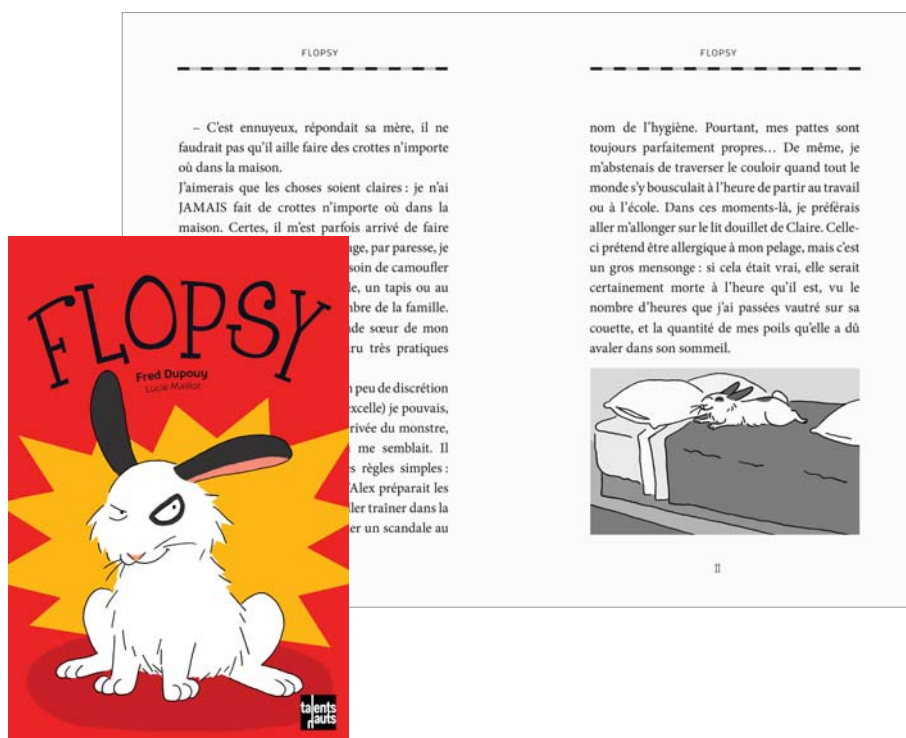 FLOPSY
– C'est ennuyeux, répondait sa mère, il ne
faudrait pas qu'il aille faire des crottes n'importe
où dans la maison.
J'aimerais que les choses soient claires : je n'ai
JAMAIS fait de crottes n'importe où dans la
maison. Certes, il m'est parfois arrivé de faire
par paresse, je
soin de camoufler
un tapis ou au
de la famille.
sœur de mon
très pratiques
peu de discrétion
je pouvais,
du monstre,
me semblait. Il
règles simples :
préparait les
traîner dans la
un scandale au
FLOPSY
nom de l'hygiène. Pourtant, mes pattes sont
toujours parfaitement propres… De même, je
m'abstenais de traverser le couloir quand tout le
monde s'y bousculait à l'heure de partir au travail
ou à l'école. Dans ces moments-là, je préférais
aller m'allonger sur le lit douillet de Claire. Celle-
ci prétend être allergique à mon pelage, mais c'est
un gros mensonge : si cela était vrai, elle serait
certainement morte à l'heure qu'il est, vu le
nombre d'heures que j'ai passées vautré sur sa
couette, et la quantité de mes poils qu'elle a dû
avaler dans son sommeil.
11
FLOPSY
Fred Dupouy
Lucie Maillot
talents
hauts